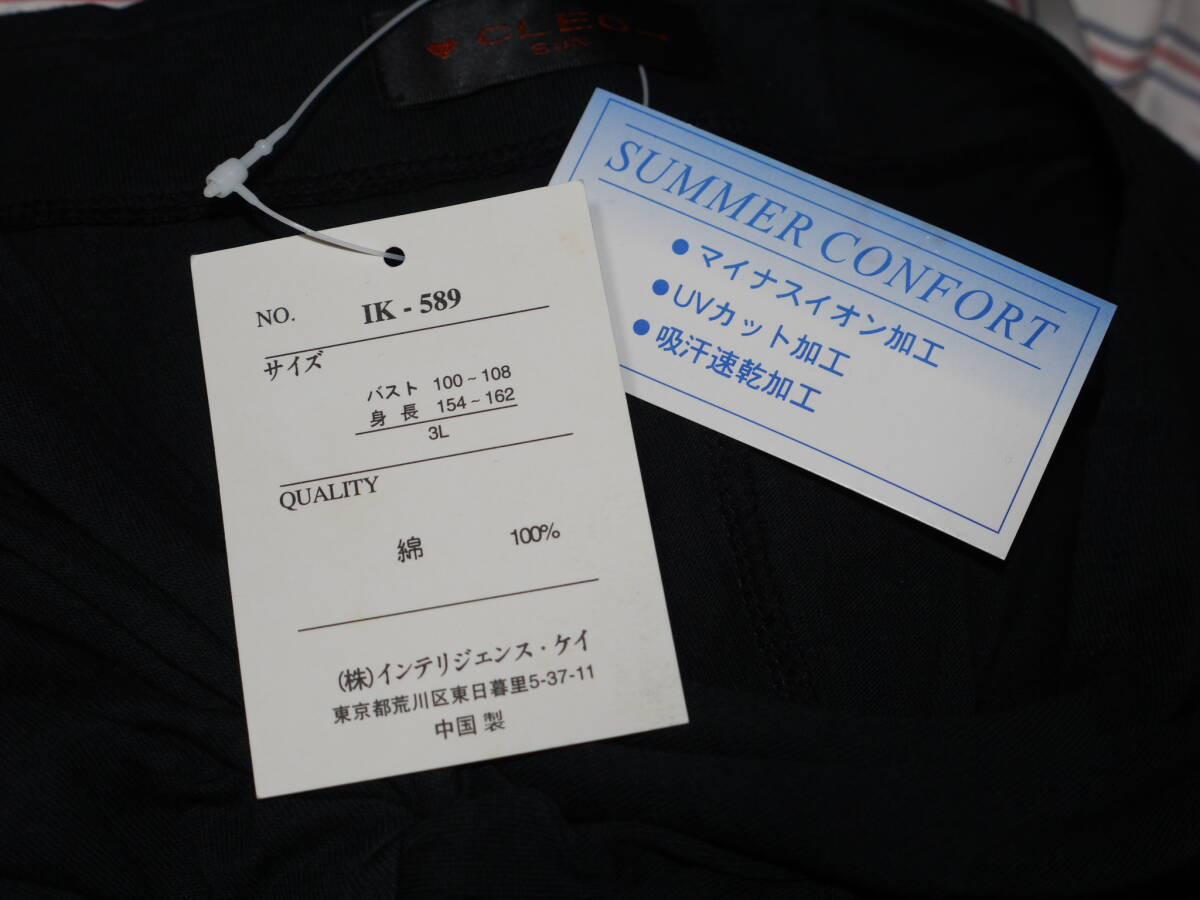 CLEO
SUN
NO. IK - 589
サイズ
バスト 100~108
身 長 154~162
3L
QUALITY
綿 100%
(株)インテリジェンス・ケイ
東京都荒川区東日暮里5-37-11
中国製
SUMMER CONFORT
●マイナスイオン加工
●UVカット加工
●吸汗速乾加工